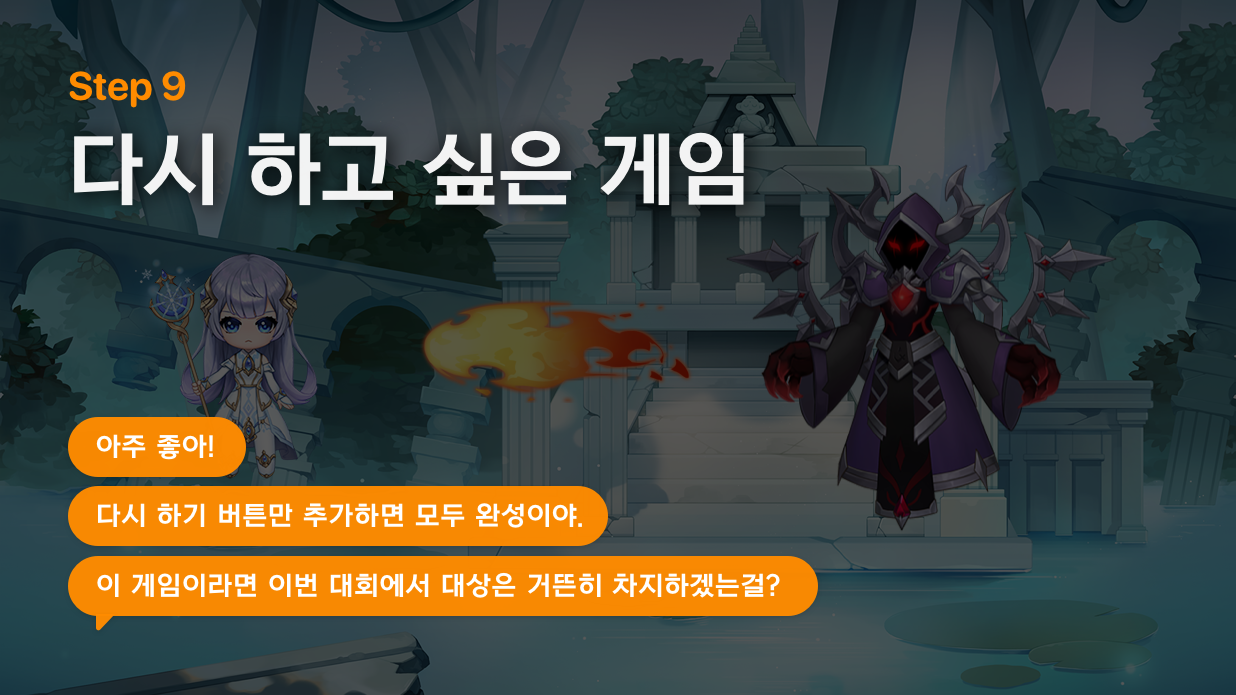 Step 9
다시 하고 싶은 게임
아주 좋아!
다시 하기 버튼만 추가하면 모두 완성이야.
이 게임이라면 이번 대회에서 대상은 거뜬히 차지하겠는걸?